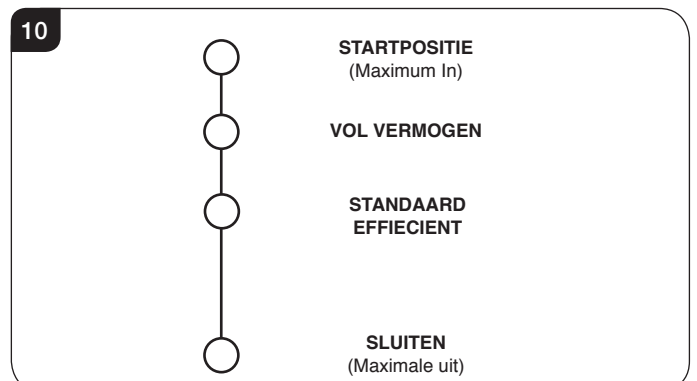 10
STARTPOSITIE
(Maximum In)
VOL VERMOGEN
STANDAARD
EFFIECIENT
SLUITEN
(Maximale uit)